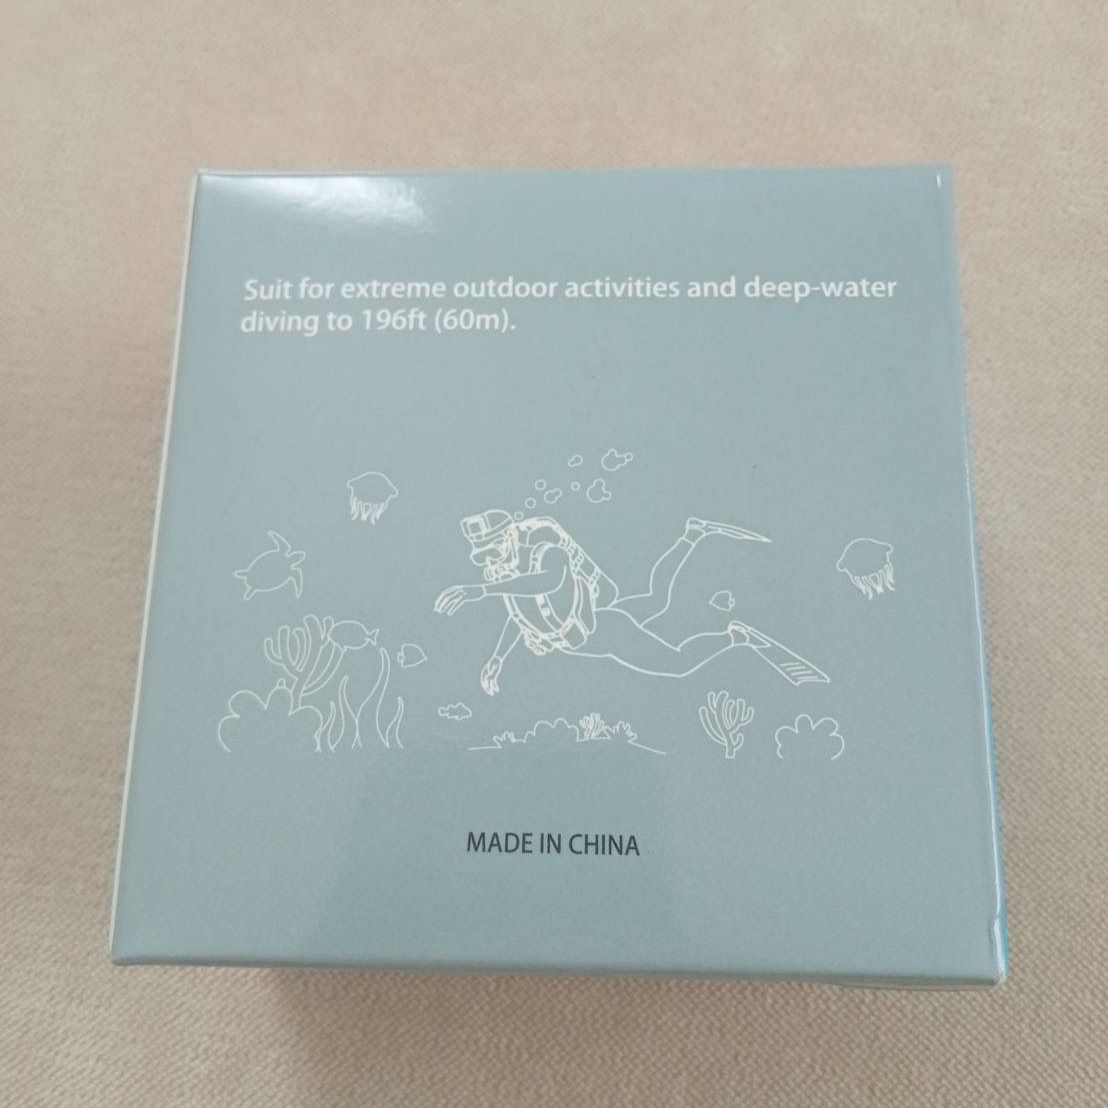 Suit for extreme outdoor activities and deep-water
diving to 196ft (60m).
MADE IN CHINA